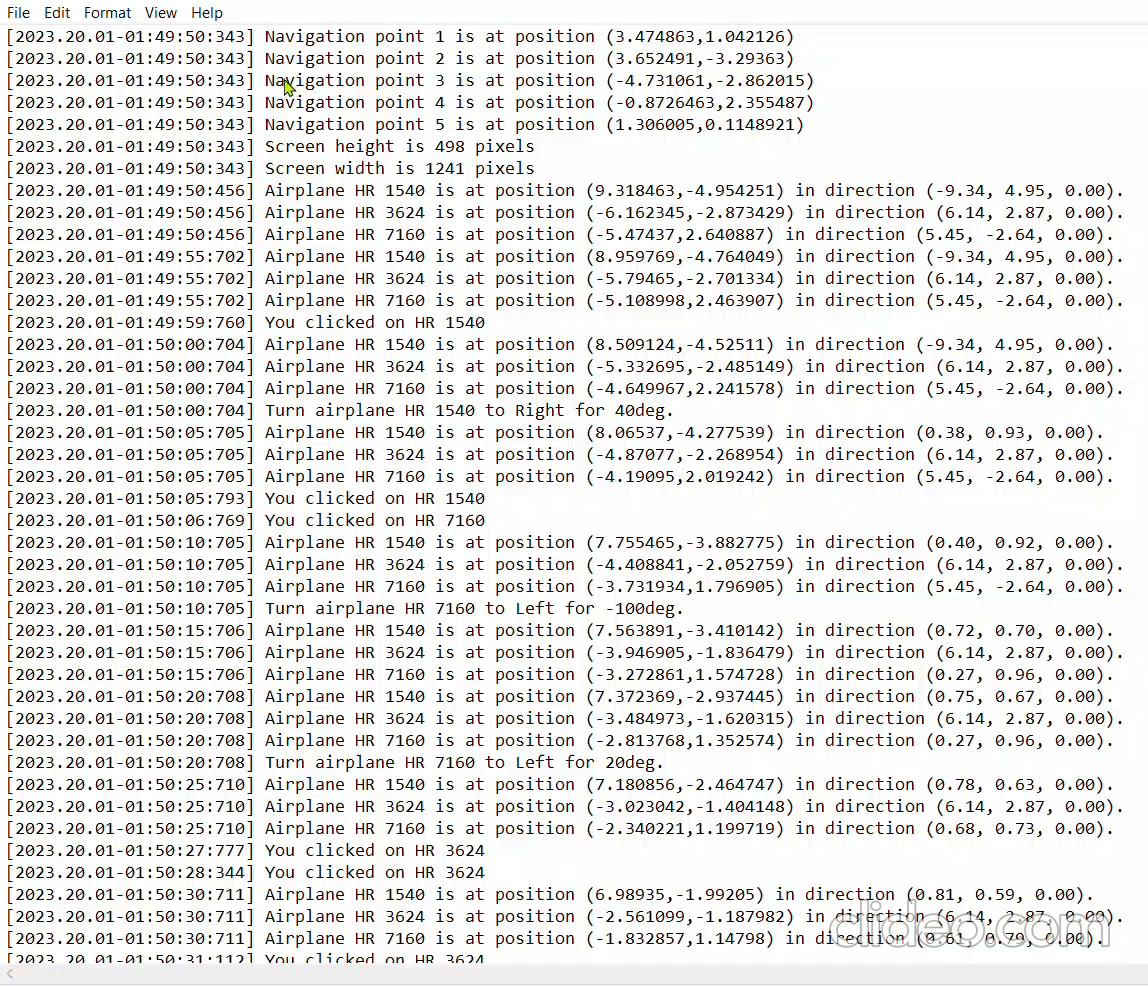 File Edit Format View Help
[2023.20.01-01:49:50:343] Navigation point 1 is at position (3.474863,1.042126)
[2023.20.01-01:49:50:343] Navigation point 2 is at position (3.652491,-3.29363)
[2023.20.01-01:49:50:343] Navigation point 3 is at position (-4.731061,-2.862015)
[2023.20.01-01:49:50:343] Navigation point 4 is at position (-0.8726463,2.355487)
[2023.20.01-01:49:50:343] Navigation point 5 is at position (1.306005,0.1148921)
[2023.20.01-01:49:50:343] Screen height is 498 pixels
[2023.20.01-01:49:50:343] Screen width is 1241 pixels
[2023.20.01-01:49:50:456] Airplane HR 1540 is at position (9.318463,-4.954251) in direction (-9.34, 4.95, 0.00).
[2023.20.01-01:49:50:456] Airplane HR 3624 is at position (-6.162345,-2.873429) in direction (6.14, 2.87, 0.00).
[2023.20.01-01:49:50:456] Airplane HR 7160 is at position (-5.47437,2.640887) in direction (5.45, -2.64, 0.00).
[2023.20.01-01:49:55:702] Airplane HR 1540 is at position (8.959769,-4.764049) in direction (-9.34, 4.95, 0.00).
[2023.20.01-01:49:55:702] Airplane HR 3624 is at position (-5.79465,-2.701334) in direction (6.14, 2.87, 0.00).
[2023.20.01-01:49:55:702] Airplane HR 7160 is at position (-5.108998,2.463907) in direction (5.45, -2.64, 0.00).
[2023.20.01-01:49:59:760] You clicked on HR 1540
[2023.20.01-01:50:00:704] Airplane HR 1540 is at position (8.509124,-4.52511) in direction (-9.34, 4.95, 0.00).
[2023.20.01-01:50:00:704] Airplane HR 3624 is at position (-5.332695,-2.485149) in direction (6.14, 2.87, 0.00).
[2023.20.01-01:50:00:704] Airplane HR 7160 is at position (-4.649967,2.241578) in direction (5.45, -2.64, 0.00).
[2023.20.01-01:50:00:704] Turn airplane HR 1540 to Right for 40deg.
[2023.20.01-01:50:05:705] Airplane HR 1540 is at position (8.06537,-4.277539) in direction (0.38, 0.93, 0.00).
[2023.20.01-01:50:05:705] Airplane HR 3624 is at position (-4.87077,-2.268954) in direction (6.14, 2.87, 0.00).
[2023.20.01-01:50:05:705] Airplane HR 7160 is at position (-4.19095,2.019242) in direction (5.45, -2.64, 0.00).
[2023.20.01-01:50:05:793] You clicked on HR 1540
[2023.20.01-01:50:06:769] You clicked on HR 7160
[2023.20.01-01:50:10:705] Airplane HR 1540 is at position (7.755465,-3.882775) in direction (0.40, 0.92, 0.00).
[2023.20.01-01:50:10:705] Airplane HR 3624 is at position (-4.408841,-2.052759) in direction (6.14, 2.87, 0.00).
[2023.20.01-01:50:10:705] Airplane HR 7160 is at position (-3.731934,1.796905) in direction (5.45, -2.64, 0.00).
[2023.20.01-01:50:10:705] Turn airplane HR 7160 to Left for -100deg.
[2023.20.01-01:50:15:706] Airplane HR 1540 is at position (7.563891,-3.410142) in direction (0.72, 0.70, 0.00).
[2023.20.01-01:50:15:706] Airplane HR 3624 is at position (-3.946905,-1.836479) in direction (6.14, 2.87, 0.00).
[2023.20.01-01:50:15:706] Airplane HR 7160 is at position (-3.272861,1.574728) in direction (0.27, 0.96, 0.00).
[2023.20.01-01:50:20:708] Airplane HR 1540 is at position (7.372369,-2.937445) in direction (0.75, 0.67, 0.00).
[2023.20.01-01:50:20:708] Airplane HR 3624 is at position (-3.484973,-1.620315) in direction (6.14, 2.87, 0.00).
[2023.20.01-01:50:20:708] Airplane HR 7160 is at position (-2.813768,1.352574) in direction (0.27, 0.96, 0.00).
[2023.20.01-01:50:20:708] Turn airplane HR 7160 to Left for 20deg.
[2023.20.01-01:50:25:710] Airplane HR 1540 is at position (7.180856,-2.464747) in direction (0.78, 0.63, 0.00).
[2023.20.01-01:50:25:710] Airplane HR 3624 is at position (-3.023042,-1.404148) in direction (6.14, 2.87, 0.00).
[2023.20.01-01:50:25:710] Airplane HR 7160 is at position (-2.340221,1.199719) in direction (0.68, 0.73, 0.00).
[2023.20.01-01:50:27:777] You clicked on HR 3624
[2023.20.01-01:50:28:344] You clicked on HR 3624
[2023.20.01-01:50:30:711] Airplane HR 1540 is at position (6.98935,-1.99205) in direction (0.81, 0.59, 0.00).
[2023.20.01-01:50:30:711] Airplane HR 3624 is at position (-2.561099,-1.187982) in direction (6.14, 2.87, 0.00).
[2023.20.01-01:50:30:711] Airplane HR 7160 is at position (-1.832857,1.14798) in direction (0.61, 0.79, 0.00).
[2023.20.01-01:50:31:112] You clicked on HR 3624
clideo.com